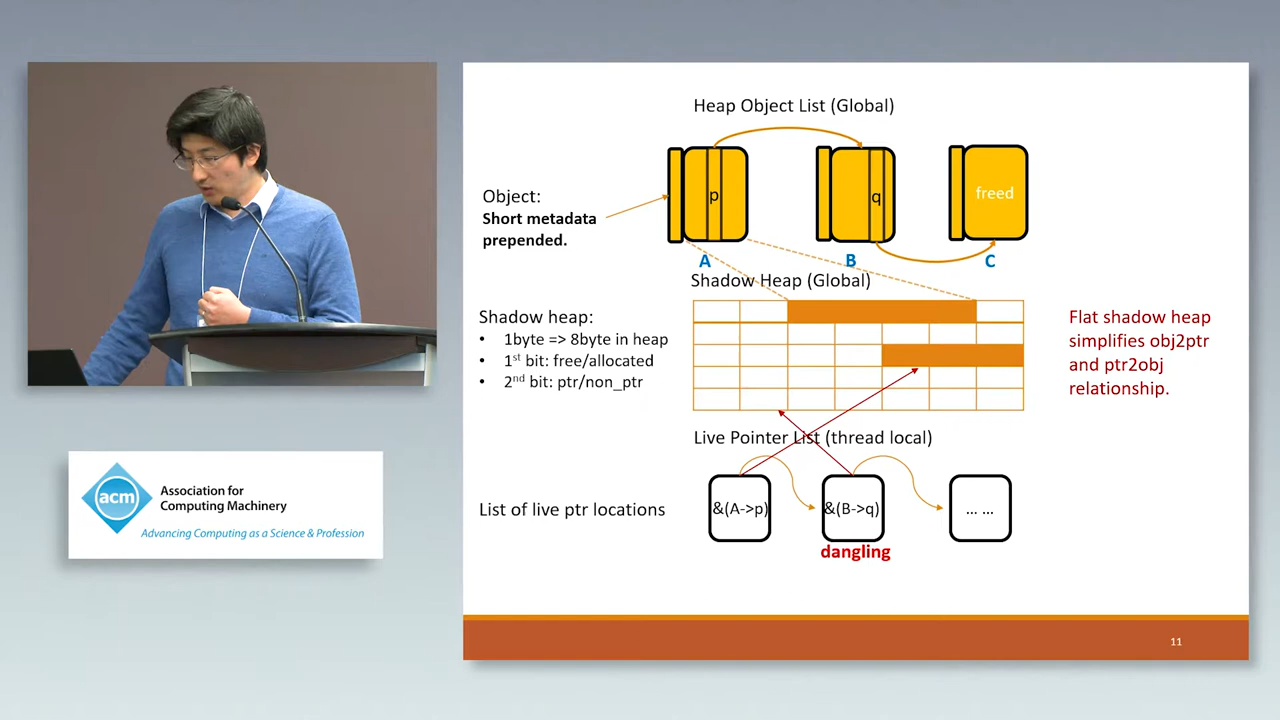 Heap Object List (Global)
Object:
Short metadata
prepended.
p
q
freed
A
B
C
Shadow Heap (Global)
Shadow heap:
• 1byte => 8byte in heap
• 1st bit: free/allocated
• 2nd bit: ptr/non_ptr
Flat shadow heap
simplifies obj2ptr
and ptr2obj
relationship.
Live Pointer List (thread local)
List of live ptr locations
&(A->p)
&(B->q)
... ...
dangling
11
acm
Association for
Computing Machinery
Advancing Computing as a Science & Profession